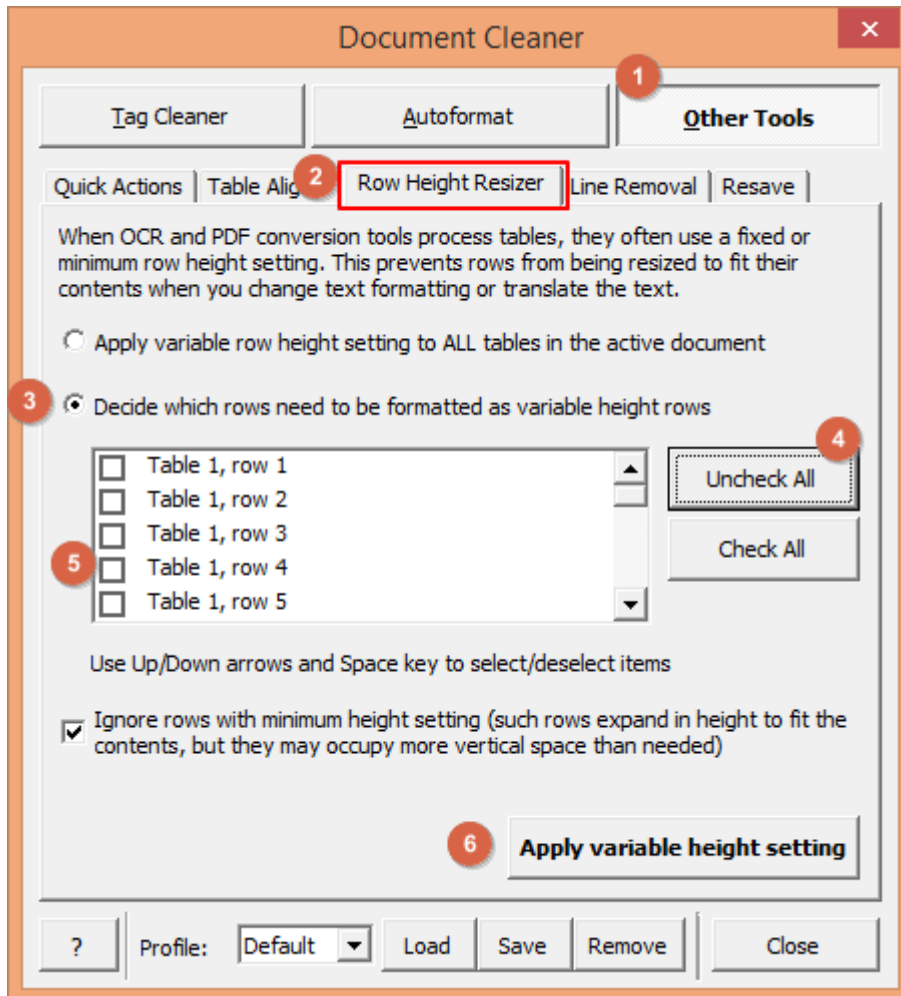 Document Cleaner
1
Tag Cleaner
Autoformat
Other Tools
2
Quick Actions
Table Alig
Row Height Resizer
Line Removal
Resave
When OCR and PDF conversion tools process tables, they often use a fixed or
minimum row height setting. This prevents rows from being resized to fit their
contents when you change text formatting or translate the text.
Apply variable row height setting to ALL tables in the active document
3
Decide which rows need to be formatted as variable height rows
4
Table 1, row 1
Table 1, row 2
Table 1, row 3
5
Table 1, row 4
Table 1, row 5
Uncheck All
Check All
Use Up/Down arrows and Space key to select/deselect items
Ignore rows with minimum height setting (such rows expand in height to fit the
contents, but they may occupy more vertical space than needed)
6
Apply variable height setting
?
Profile:
Default
Load
Save
Remove
Close